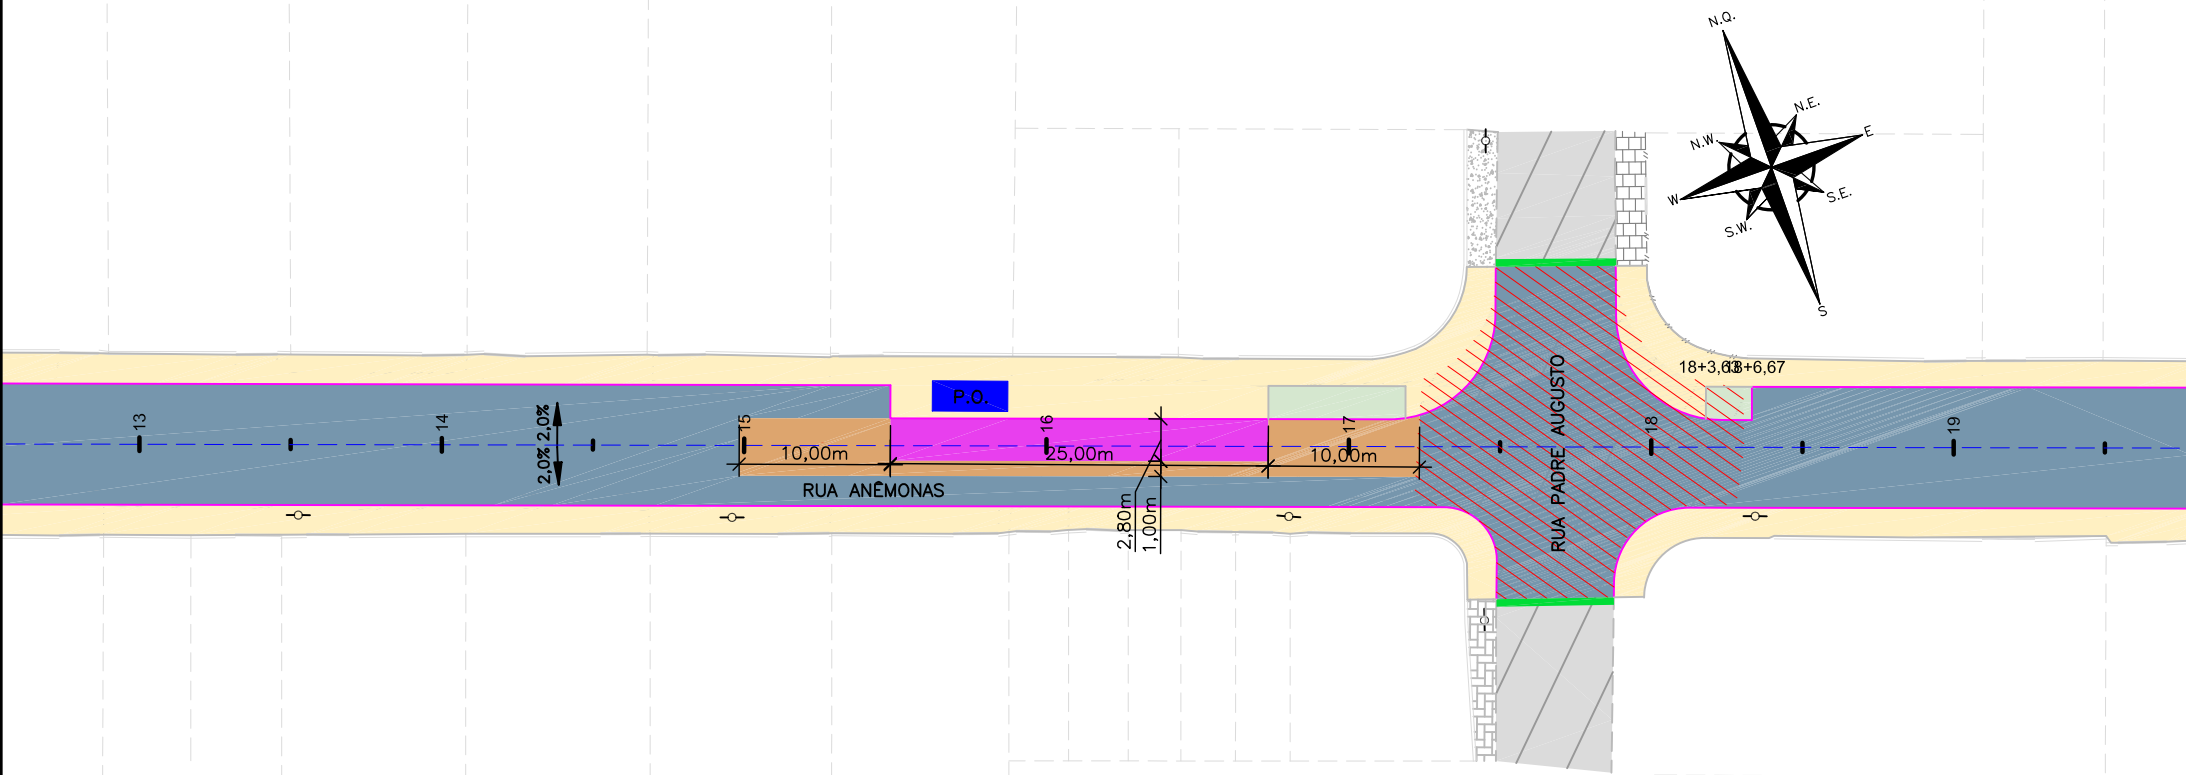 N.Q.
N.E.
E
S.E.
S
S.W.
W
N.W.
18+3,63
18+6,67
P.O.
13
14
15
16
17
18
19
2,0%
2,0%
10,00m
25,00m
10,00m
RUA ANÊMONAS
2,80m
1,00m
RUA PADRE AUGUSTO